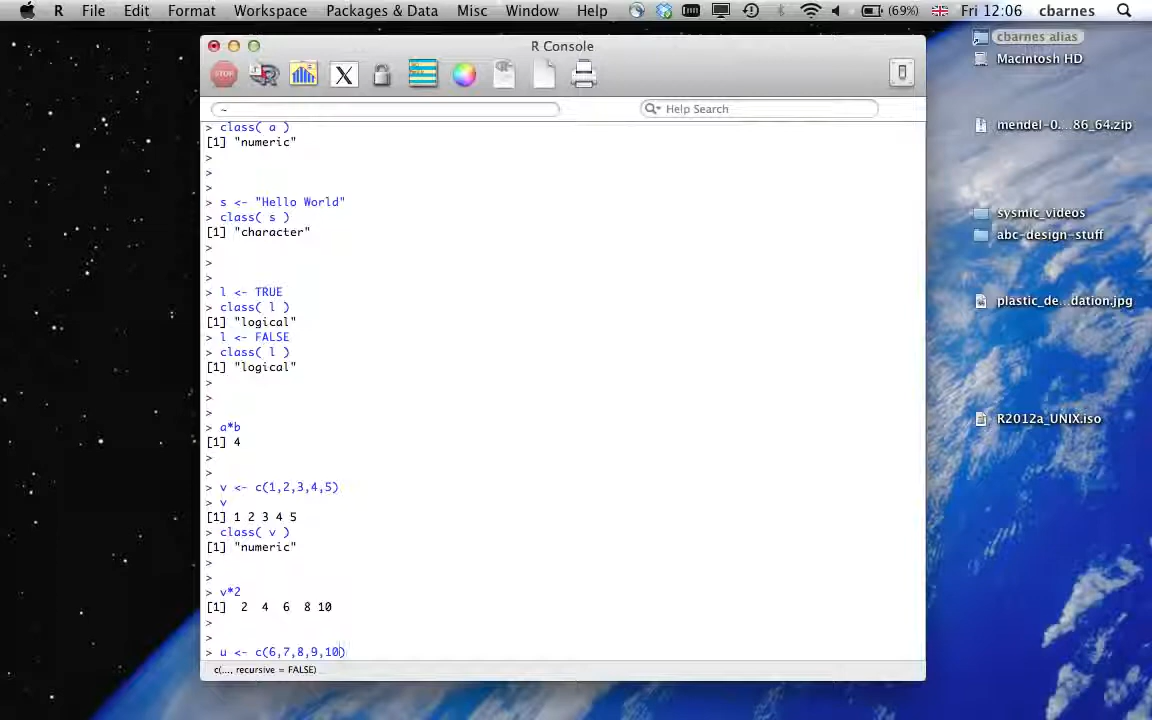 R File Edit Format Workspace Packages & Data Misc Window Help (69%) Fri 12:06 cbarnes
R Console
STOP
~
Help Search
> class( a )
[1] "numeric"
>
>
>
> s <- "Hello World"
> class( s )
[1] "character"
>
>
>
> l <- TRUE
> class( l )
[1] "logical"
> l <- FALSE
> class( l )
[1] "logical"
>
>
>
> a*b
[1] 4
>
>
> v <- c(1,2,3,4,5)
> v
[1] 1 2 3 4 5
> class( v )
[1] "numeric"
>
>
> v*2
[1]  2  4  6  8 10
>
>
> u <- c(6,7,8,9,10)
c(..., recursive = FALSE)
cbarnes alias
Macintosh HD
mendel-0....86_64.zip
sysmic_videos
abc-design-stuff
plastic_de...dation.jpg
R2012a_UNIX.iso